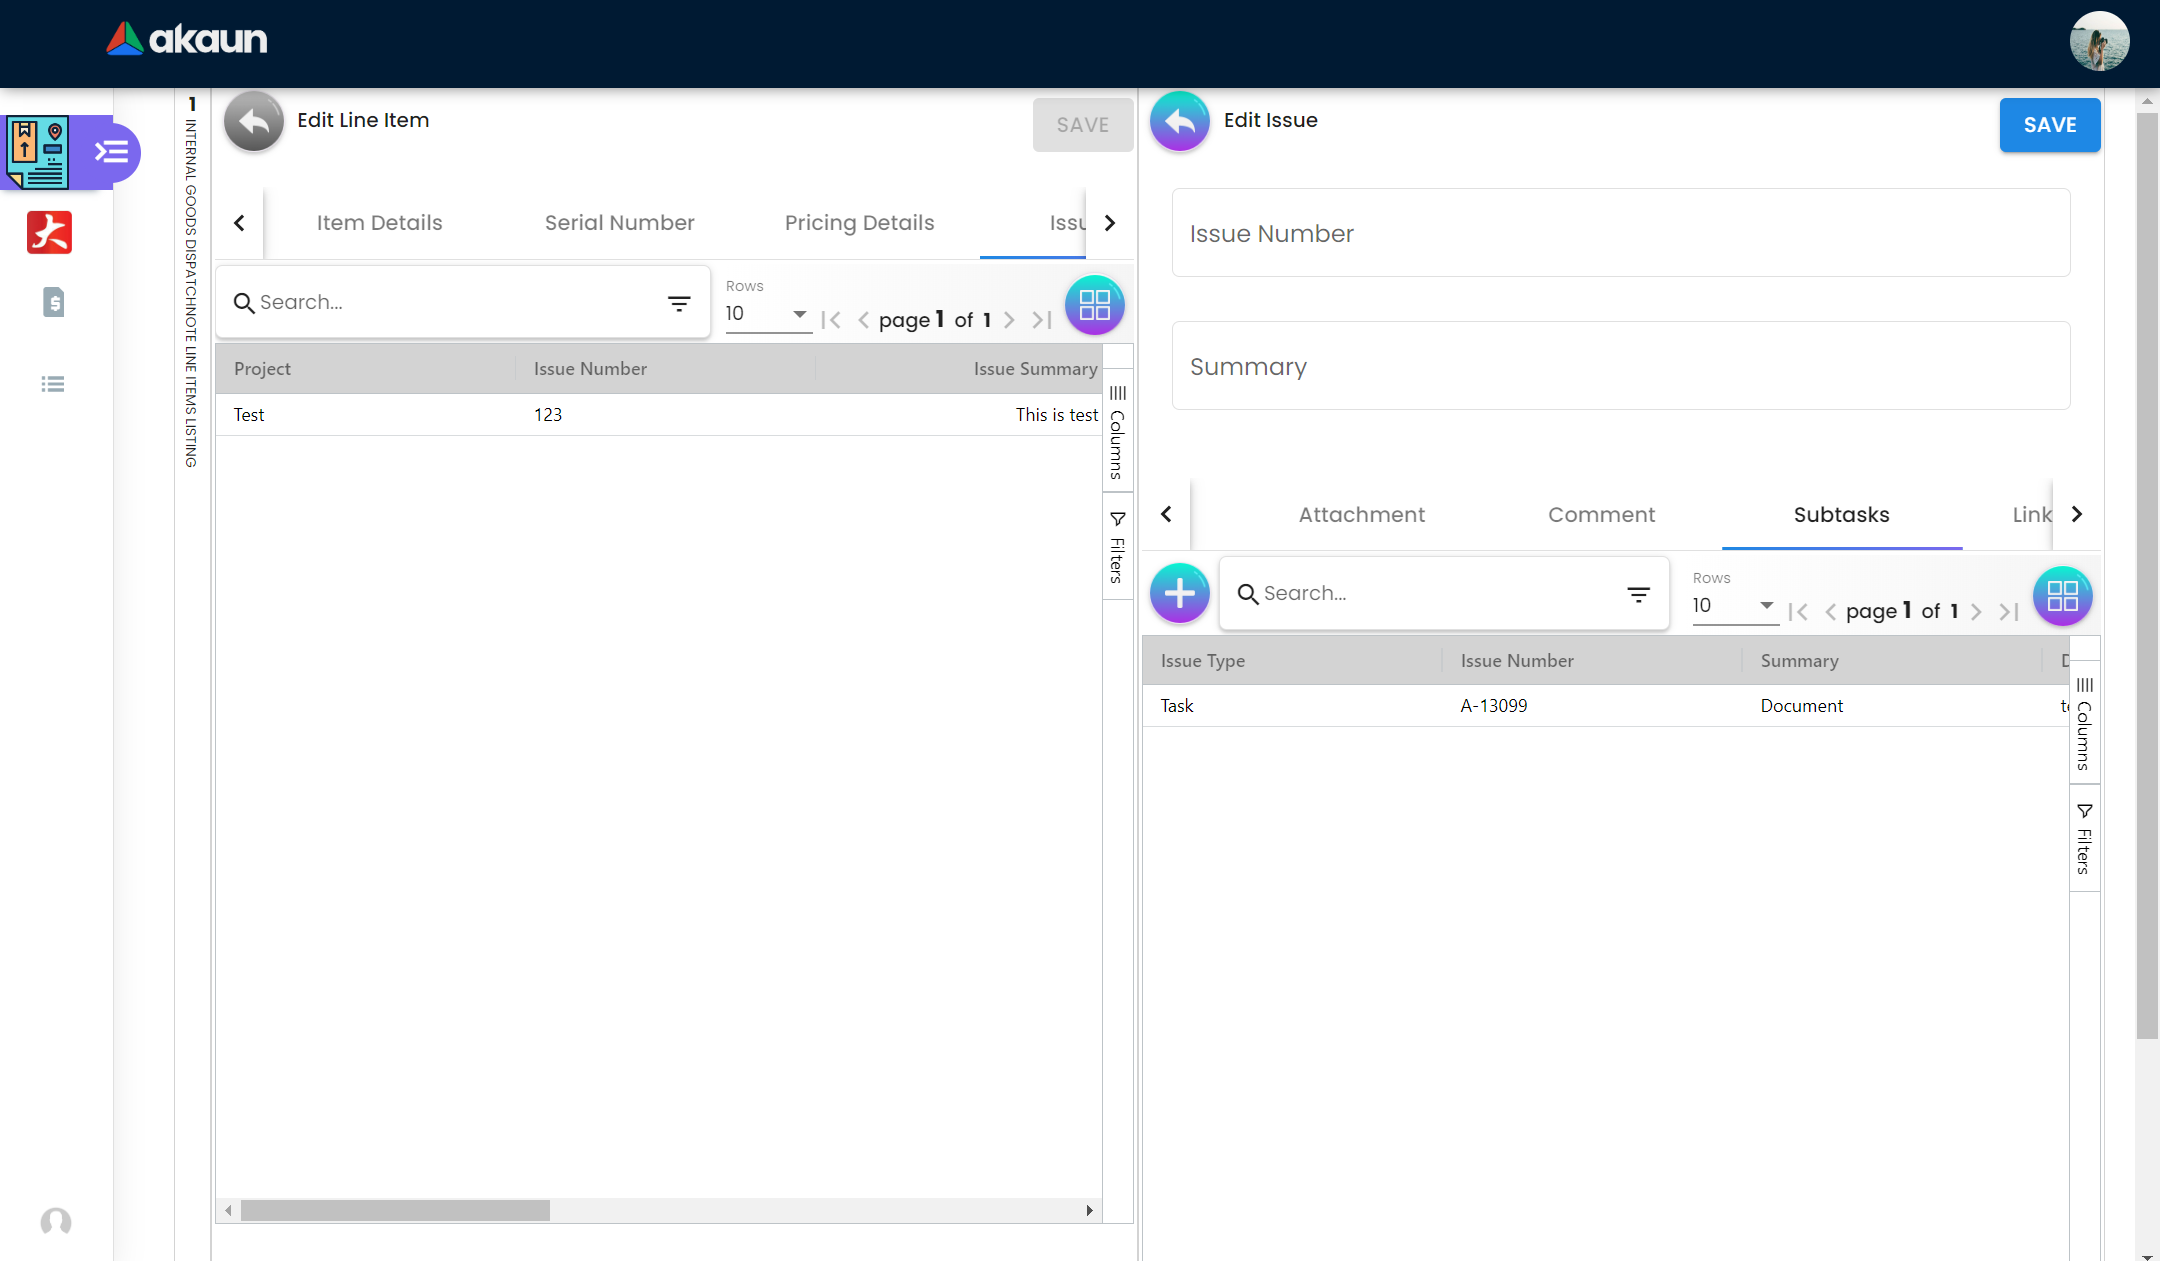 akaun
1 INTERNAL GOODS DISPATCHNOTE LINE ITEMS LISTING
Edit Line Item
SAVE
Item Details
Serial Number
Pricing Details
Search...
Rows
10
page 1 of 1
Project
Issue Number
Issue Summary
Test
123
This is test
Columns
Filters
Edit Issue
SAVE
Issue Number
Summary
Attachment
Comment
Subtasks
Link
Search...
Rows
10
page 1 of 1
Issue Type
Issue Number
Summary
Task
A-13099
Document
Columns
Filters